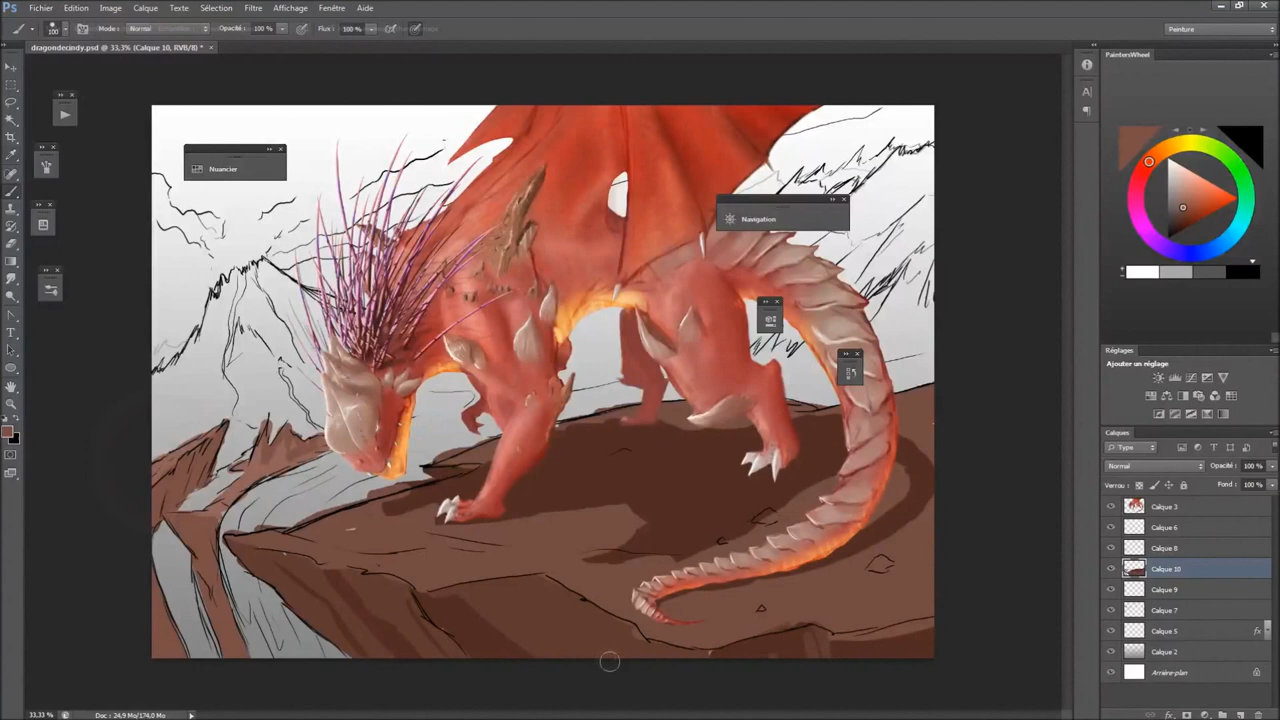 Ps Fichier Edition Image Calque Texte Sélection Filtre Affichage Fenêtre Aide
100 Mode : Normal Opacité : 100 % Flux : 100 % Peinture
dragondecindy.psd @ 33,3% (Calque 10, RVB/8) *
PaintersWheel
Nuancier
Navigation
Réglages
Ajouter un réglage
Calques
Type
Normal Opacité : 100 %
Verrou : Fond : 100 %
Calque 3
Calque 6
Calque 8
Calque 10
Calque 9
Calque 7
Calque 5 fx
Calque 2
Arrière-plan
33,33 % Doc : 24,9 Mo/174,0 Mo